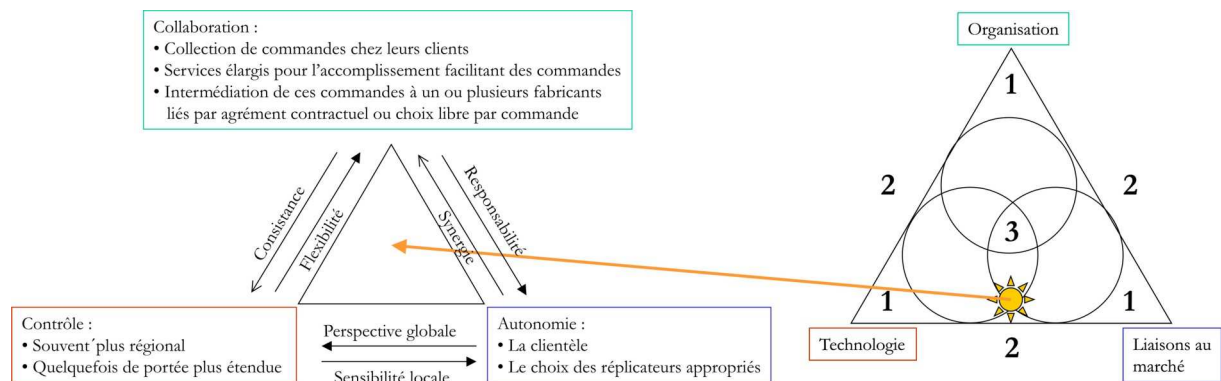 Collaboration :
• Collection de commandes chez leurs clients
• Services élargis pour l'accomplissement facilitant des commandes
• Intermédiation de ces commandes à un ou plusieurs fabricants
liés par agrément contractuel ou choix libre par commande
Consistance
Flexibilité
Synergie
Responsabilité
Contrôle :
• Souvent´plus régional
• Quelquefois de portée plus étendue
Perspective globale
Sensibilité locale
Autonomie :
• La clientèle
• Le choix des réplicateurs appropriés
Organisation
1
2
2
3
1
1
Technologie
2
Liaisons au
marché